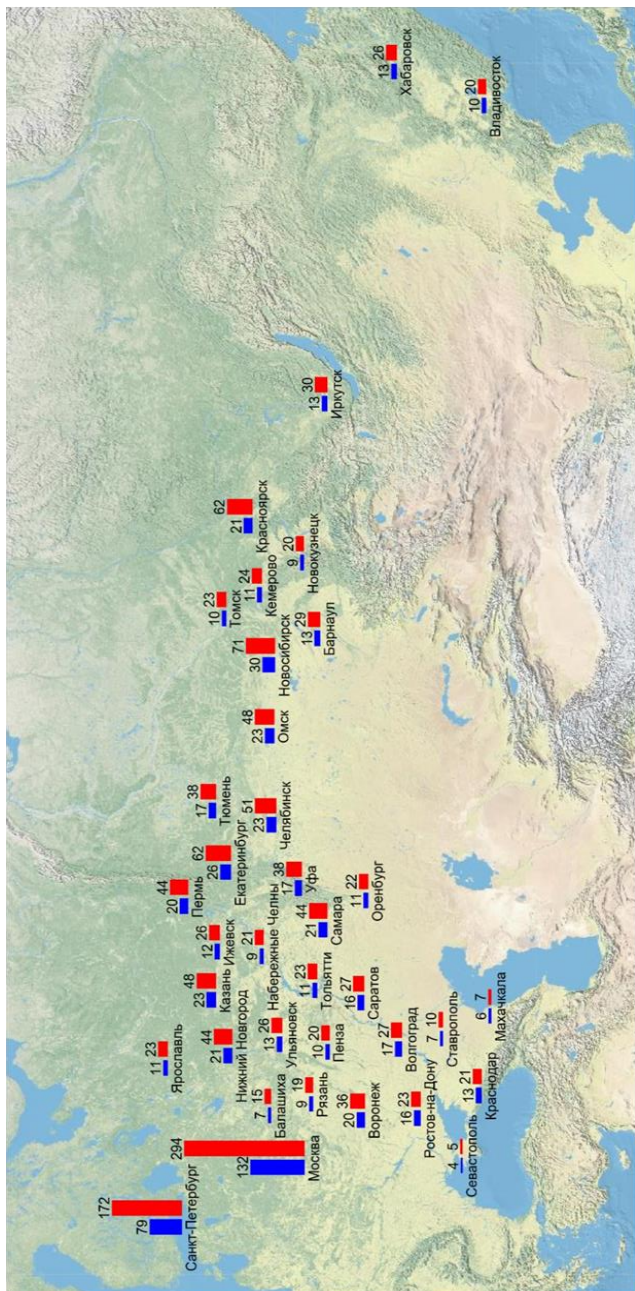 79 172
Санкт-Петербург
11 23
Ярославль
20 44
Пермь
132 294
Москва
21 44
Нижний Новгород
23 48
Казань
12 26
Ижевск
26 62
Екатеринбург
17 38
Тюмень
10 23
Томск
21 62
Красноярск
7 15
Балашиха
13 26
Ульяновск
9 21
Набережные Челны
23 51
Челябинск
23 48
Омск
30 71
Новосибирск
11 24
Кемерово
9 19
Рязань
10 20
Пенза
11 23
Тольятти
21 44
Самара
17 38
Уфа
13 29
Барнаул
9 20
Новокузнецк
13 30
Иркутск
20 36
Воронеж
16 27
Саратов
11 22
Оренбург
13 26
Хабаровск
16 23
Ростов-на-Дону
17 27
Волгоград
7 10
Ставрополь
4 5
Севастополь
13 21
Краснодар
6 7
Махачкала
10 20
Владивосток